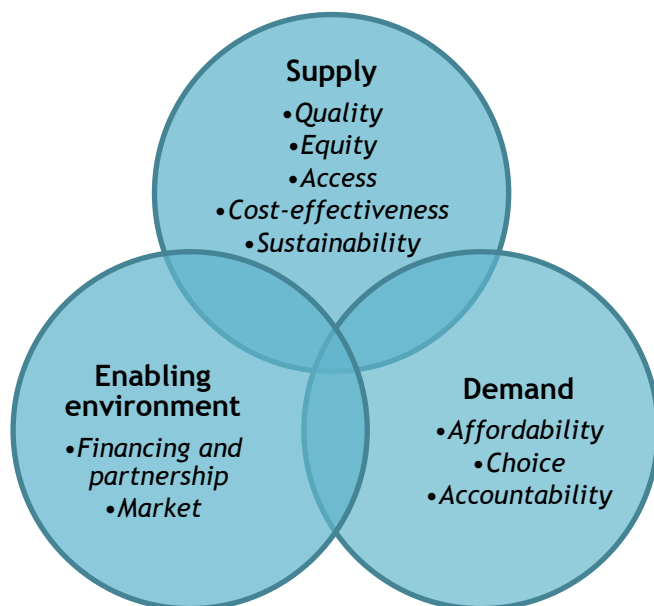 Supply
•Quality
•Equity
•Access
•Cost-effectiveness
•Sustainability
Enabling
environment
•Financing and
partnership
•Market
Demand
•Affordability
•Choice
•Accountability